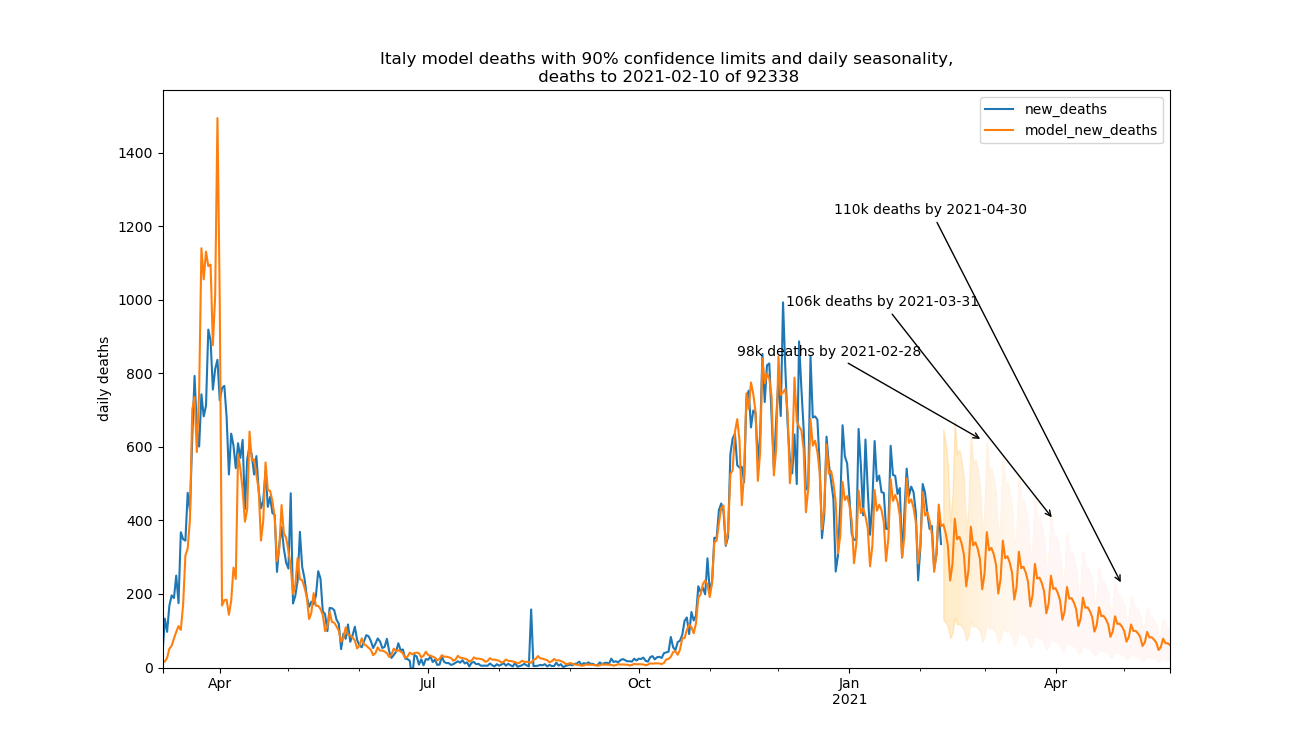 Italy model deaths with 90% confidence limits and daily seasonality,
deaths to 2021-02-10 of 92338
new_deaths
model_new_deaths
daily deaths
1400
1200
1000
800
600
400
200
0
110k deaths by 2021-04-30
106k deaths by 2021-03-31
98k deaths by 2021-02-28
Apr
Jul
Oct
Jan
2021
Apr